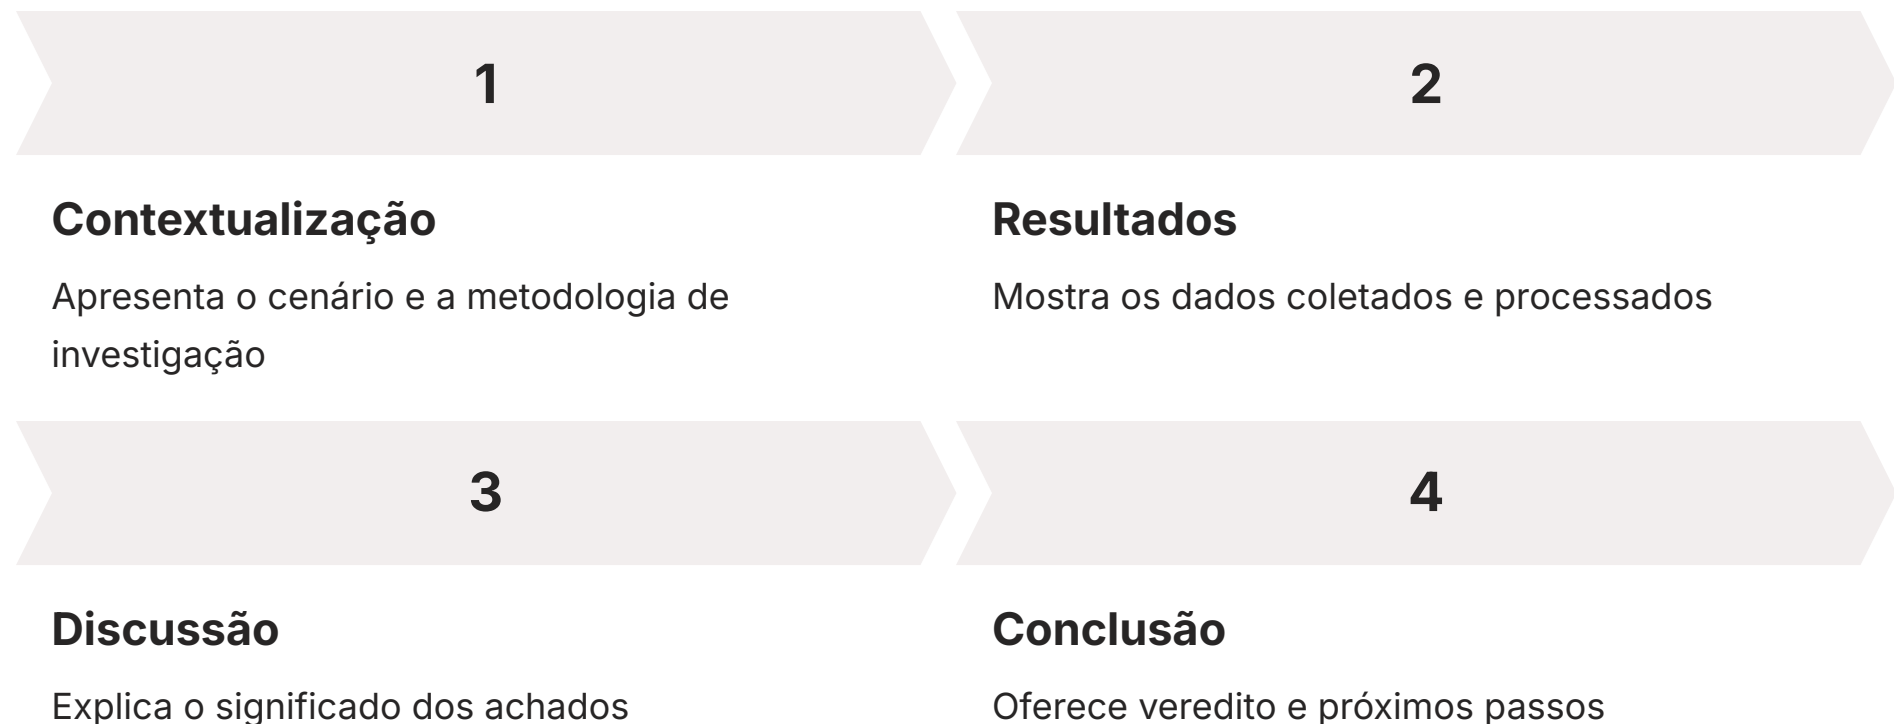 1
Contextualização
Apresenta o cenário e a metodologia de
investigação
2
Resultados
Mostra os dados coletados e processados
3
Discussão
Explica o significado dos achados
4
Conclusão
Oferece veredito e próximos passos